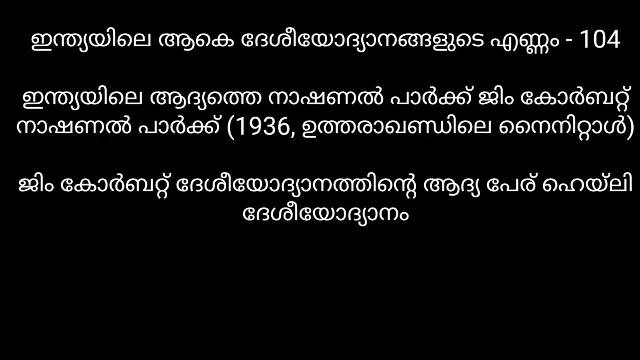 ഇന്ത്യയിലെ ആകെ ദേശീയോദ്യാനങ്ങളുടെ എണ്ണം - 104
ഇന്ത്യയിലെ ആദ്യത്തെ നാഷണൽ പാർക്ക് ജിം കോർബറ്റ്
നാഷണൽ പാർക്ക് (1936, ഉത്തരാഖണ്ഡിലെ നൈനിറ്റാൾ)
ജിം കോർബറ്റ് ദേശീയോദ്യാനത്തിന്റെ ആദ്യ പേര് ഹെയ്ലി
ദേശീയോദ്യാനം